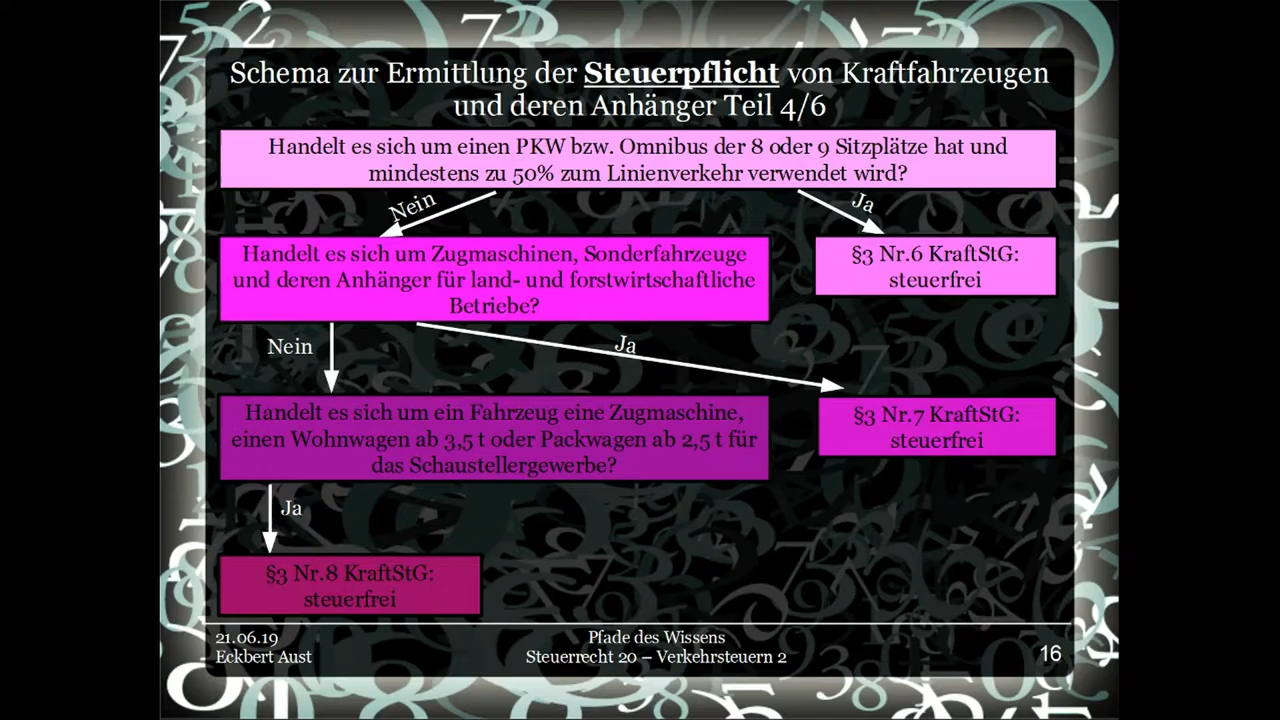 Schema zur Ermittlung der Steuerpflicht von Kraftfahrzeugen
und deren Anhänger Teil 4/6
Handelt es sich um einen PKW bzw. Omnibus der 8 oder 9 Sitzplätze hat und
mindestens zu 50% zum Linienverkehr verwendet wird?
Nein
Ja
Handelt es sich um Zugmaschinen, Sonderfahrzeuge
und deren Anhänger für land- und forstwirtschaftliche
Betriebe?
§3 Nr.6 KraftStG:
steuerfrei
Nein
Ja
Handelt es sich um ein Fahrzeug eine Zugmaschine,
einen Wohnwagen ab 3,5 t oder Packwagen ab 2,5 t für
das Schaustellergewerbe?
§3 Nr.7 KraftStG:
steuerfrei
Ja
§3 Nr.8 KraftStG:
steuerfrei
21.06.19
Eckbert Aust
Pfade des Wissens
Steuerrecht 20 – Verkehrsteuern 2
16